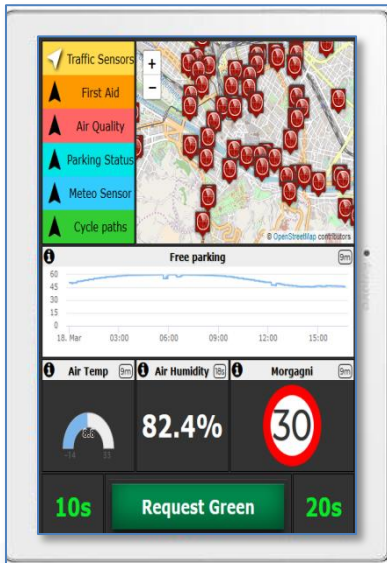 Traffic Sensors
First Aid
Air Quality
Parking Status
Meteo Sensor
Cycle paths
+
−
© OpenStreetMap contributors
Free parking
9m
60
45
30
15
0
18. Mar 03:00 06:00 09:00 12:00 15:00
Air Temp 9m
Air Humidity 18s
Morgagni 9m
-14 33
82.4%
30
10s
Request Green
20s